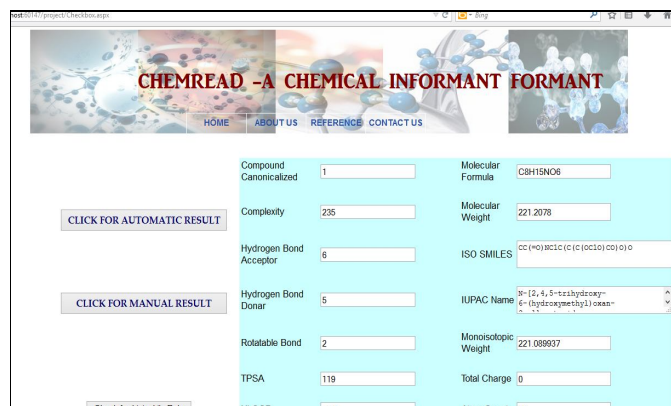 host:60147/project/Checkbox.aspx
Bing
CHEMREAD -A CHEMICAL INFORMANT FORMANT
HOME ABOUT US REFERENCE CONTACT US
Compound Canonicalized 1
Molecular Formula C8H15NO6
CLICK FOR AUTOMATIC RESULT
Complexity 235
Molecular Weight 221.2078
Hydrogen Bond Acceptor 6
ISO SMILES CC(=O)NC1C(C(C(OC1O)CO)O)O
CLICK FOR MANUAL RESULT
Hydrogen Bond Donar 5
IUPAC Name N-[2,4,5-trihydroxy-
6-(hydroxymethyl)oxan-
Rotatable Bond 2
Monoisotopic Weight 221.089937
TPSA 119
Total Charge 0